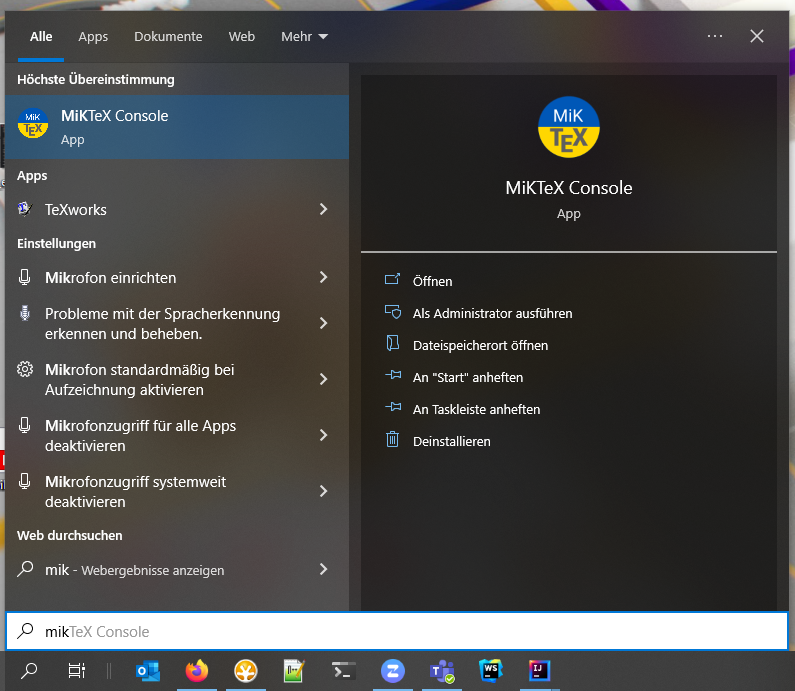 Alle Apps Dokumente Web Mehr
Höchste Übereinstimmung
MiKTeX Console
App
Apps
TeXworks
Einstellungen
Mikrofon einrichten
Probleme mit der Spracherkennung
erkennen und beheben.
Mikrofon standardmäßig bei
Aufzeichnung aktivieren
Mikrofonzugriff für alle Apps
deaktivieren
Mikrofonzugriff systemweit
deaktivieren
Web durchsuchen
mik - Webergebnisse anzeigen
MiK
TEX
MiKTeX Console
App
Öffnen
Als Administrator ausführen
Dateispeicherort öffnen
An "Start" anheften
An Taskleiste anheften
Deinstallieren
mikTeX Console
WS
IJ